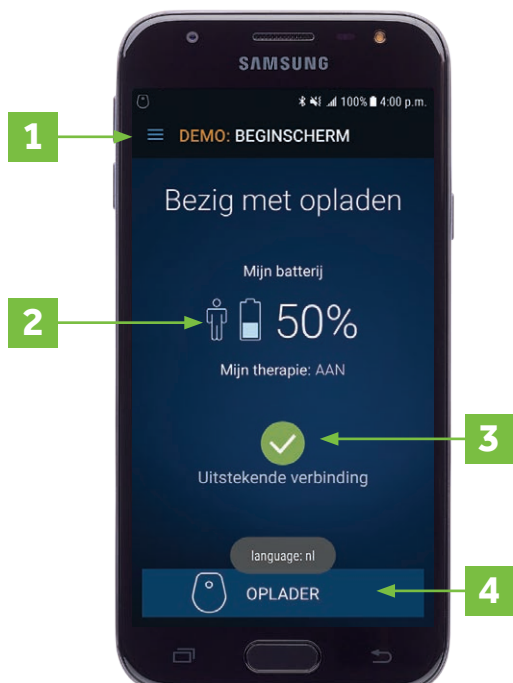 SAMSUNG
100% 4:00 p.m.
1
DEMO: BEGINSCHERM
Bezig met opladen
Mijn batterij
2
50%
Mijn therapie: AAN
3
Uitstekende verbinding
language: nl
OPLADER
4